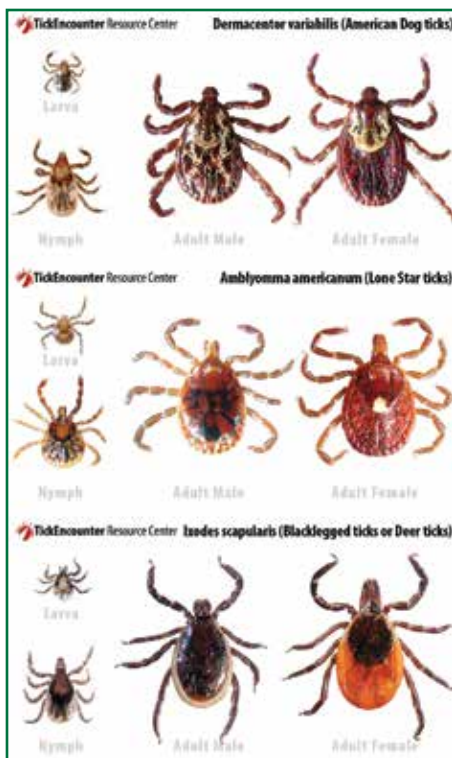 TickEncounter Resource Center Dermacentor variabilis (American Dog ticks)
Larva
Nymph Adult Male Adult Female
TickEncounter Resource Center Amblyomma americanum (Lone Star ticks)
Larva
Nymph Adult Male Adult Female
TickEncounter Resource Center Ixodes scapularis (Blacklegged ticks or Deer ticks)
Larva
Nymph Adult Male Adult Female